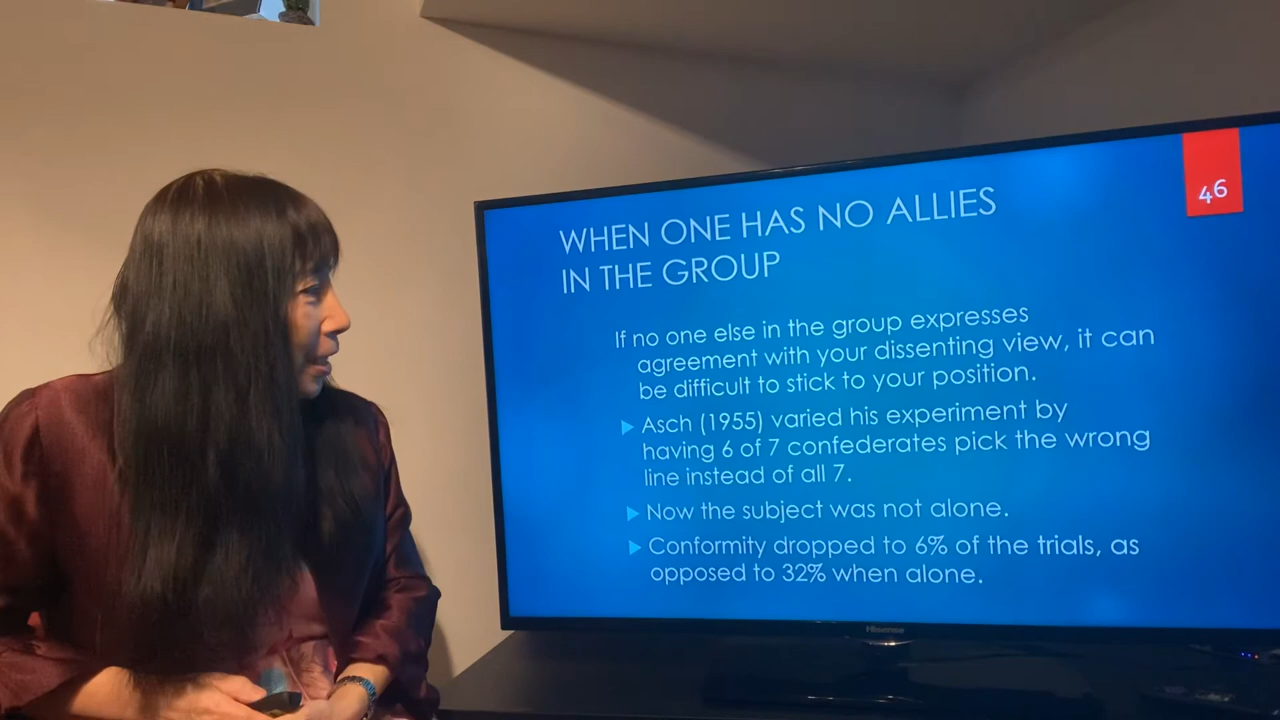 46
WHEN ONE HAS NO ALLIES
IN THE GROUP
If no one else in the group expresses
agreement with your dissenting view, it can
be difficult to stick to your position.
Asch (1955) varied his experiment by
having 6 of 7 confederates pick the wrong
line instead of all 7.
Now the subject was not alone.
Conformity dropped to 6% of the trials, as
opposed to 32% when alone.
Hisense